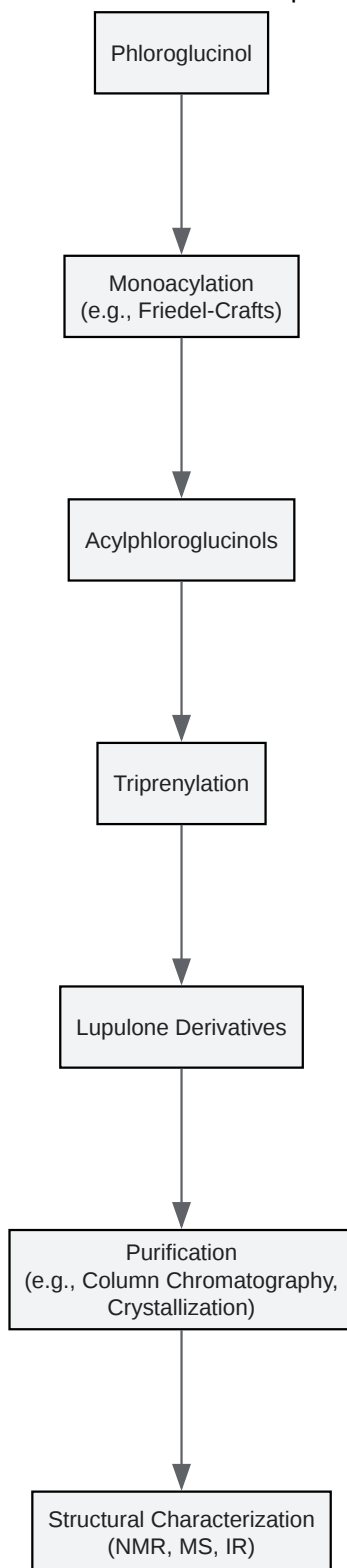 Phloroglucinol
Monoacylation
(e.g., Friedel-Crafts)
Acylphloroglucinols
Triprenylation
Lupulone Derivatives
Purification
(e.g., Column Chromatography,
Crystallization)
Structural Characterization
(NMR, MS, IR)